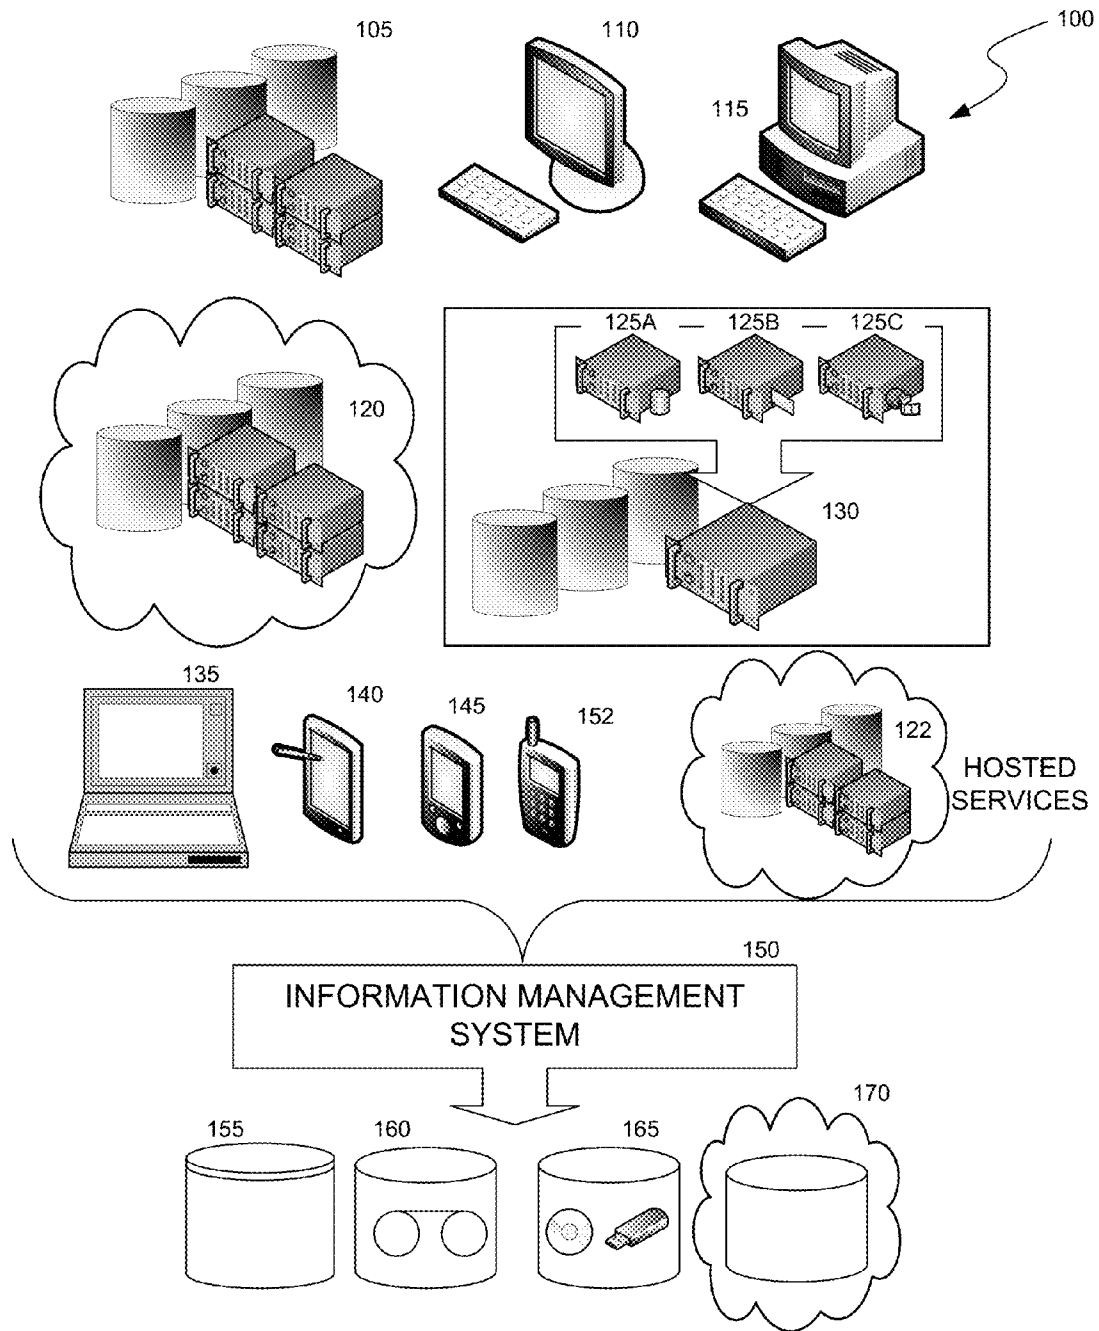 100
105
110
115
120
125A
125B
125C
130
135
140
145
152
122
HOSTED
SERVICES
150
INFORMATION MANAGEMENT
SYSTEM
155
160
165
170